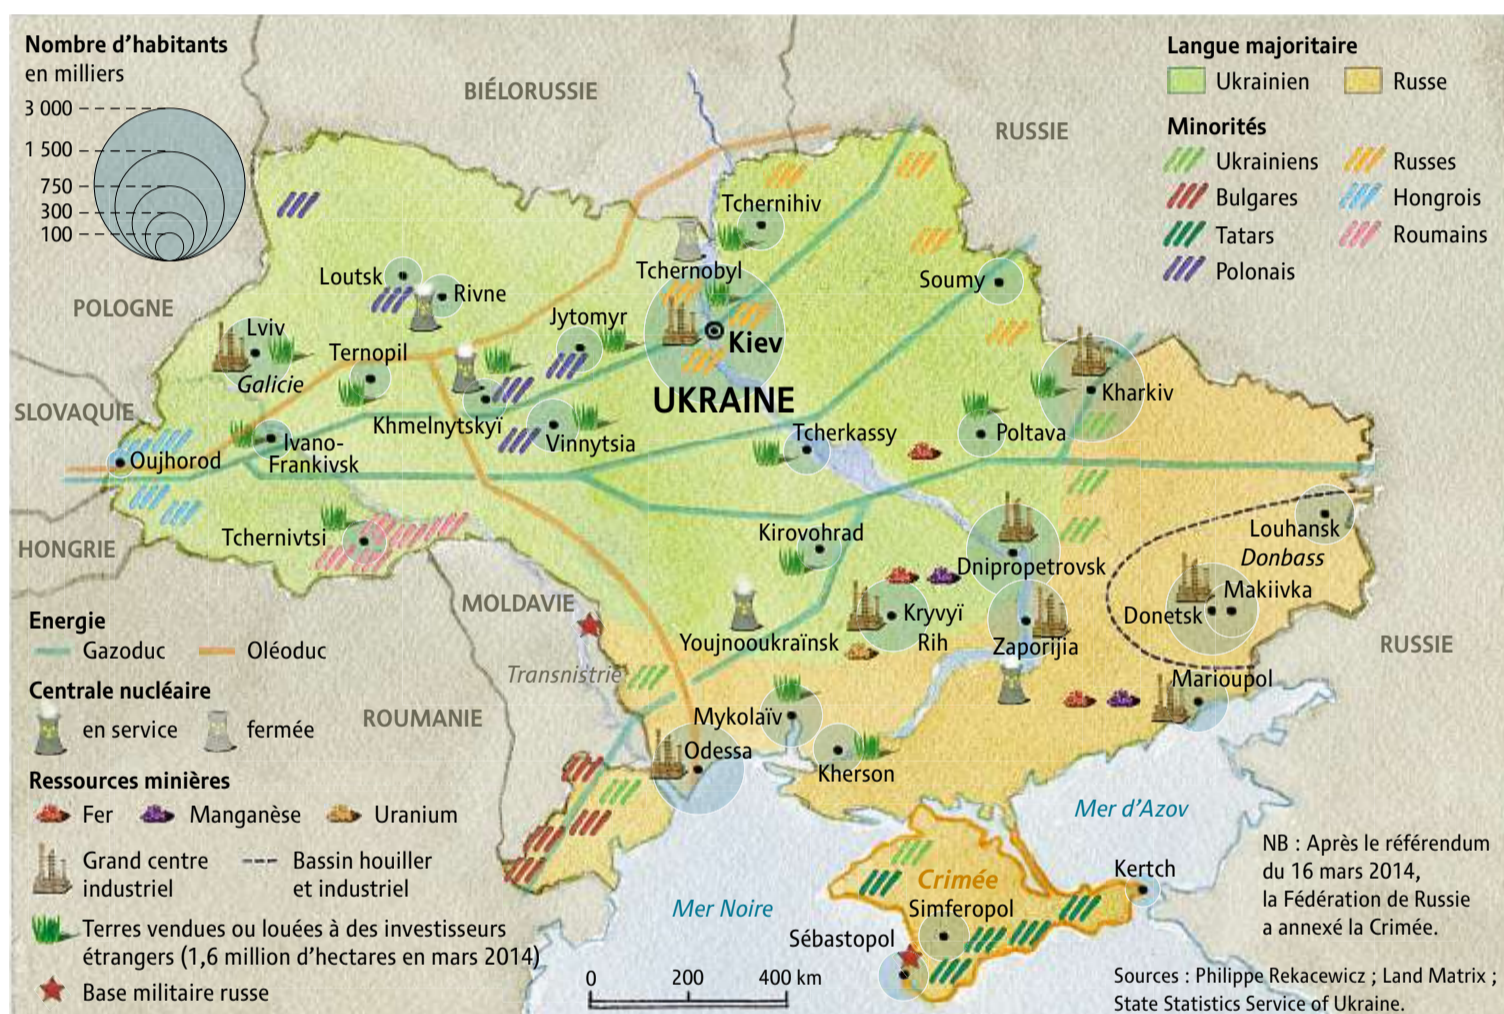 Nombre d'habitants
en milliers
3 000
1 500
750
300
100
Langue majoritaire
Ukrainien
Russe
Minorités
Ukrainiens
Russes
Bulgares
Hongrois
Tatars
Roumains
Polonais
BIÉLORUSSIE
RUSSIE
POLOGNE
SLOVAQUIE
HONGRIE
MOLDAVIE
Transnistrie
ROUMANIE
RUSSIE
Tchernihiv
Tchernobyl
Soumy
Loutsk
Rivne
Jytomyr
Lviv
Galicie
Ternopil
Kiev
UKRAINE
Kharkiv
Khmelnytskyï
Vinnytsia
Tcherkassy
Poltava
Oujhorod
Ivano-
Frankivsk
Tchernivtsi
Kirovohrad
Dnipropetrovsk
Louhansk
Donbass
Makiivka
Donetsk
Kryvyï
Rih
Youjnooukraïnsk
Zaporijia
Marioupol
Mykolaïv
Odessa
Kherson
Mer d'Azov
Mer Noire
Crimée
Simferopol
Sébastopol
Kertch
Energie
Gazoduc
Oléoduc
Centrale nucléaire
en service
fermée
Ressources minières
Fer
Manganèse
Uranium
Grand centre
industriel
Bassin houiller
et industriel
Terres vendues ou louées à des investisseurs
étrangers (1,6 million d'hectares en mars 2014)
Base militaire russe
0 200 400 km
NB : Après le référendum
du 16 mars 2014,
la Fédération de Russie
a annexé la Crimée.
Sources : Philippe Rekacewicz ; Land Matrix ;
State Statistics Service of Ukraine.